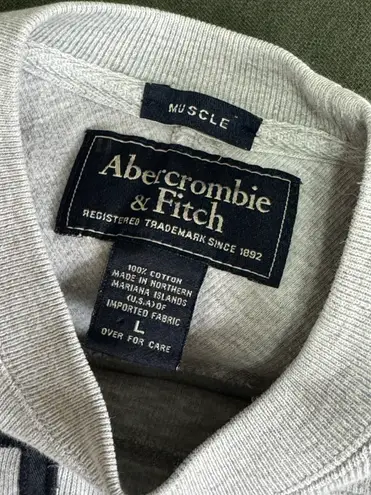 MUSCLE
Abercrombie
& Fitch
REGISTERED TRADEMARK SINCE 1892
100% COTTON
MADE IN NORTHERN
MARIANA ISLANDS
(U.S.A) OF
IMPORTED FABRIC
L
OVER FOR CARE